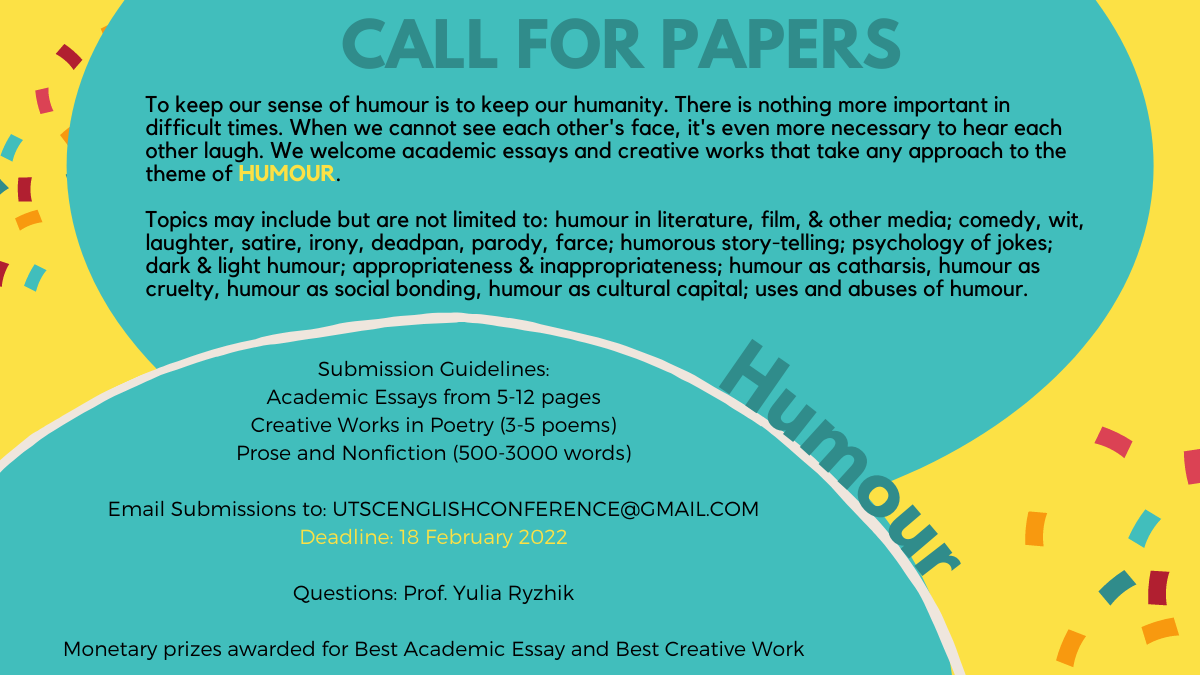 CALL FOR PAPERS
To keep our sense of humour is to keep our humanity. There is nothing more important in
difficult times. When we cannot see each other's face, it's even more necessary to hear each
other laugh. We welcome academic essays and creative works that take any approach to the
theme of HUMOUR.
Topics may include but are not limited to: humour in literature, film, & other media; comedy, wit,
laughter, satire, irony, deadpan, parody, farce; humorous story-telling; psychology of jokes;
dark & light humour; appropriateness & inappropriateness; humour as catharsis, humour as
cruelty, humour as social bonding, humour as cultural capital; uses and abuses of humour.
Humour
Submission Guidelines:
Academic Essays from 5-12 pages
Creative Works in Poetry (3-5 poems)
Prose and Nonfiction (500-3000 words)
Email Submissions to: UTSCENGLISHCONFERENCE@GMAIL.COM
Deadline: 18 February 2022
Questions: Prof. Yulia Ryzhik
Monetary prizes awarded for Best Academic Essay and Best Creative Work